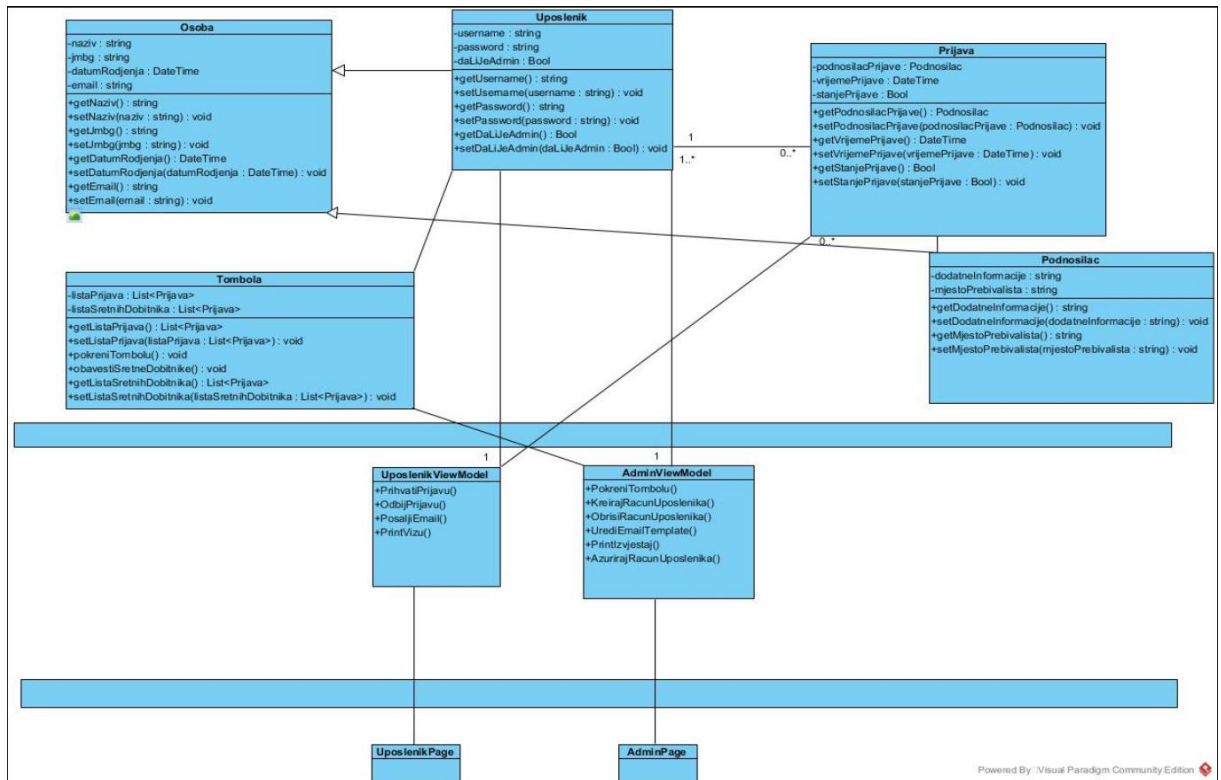 Osoba
-naziv : string
-jmbg : string
-datumRodjenja : DateTime
-email : string
+getNaziv() : string
+setNaziv(naziv : string) : void
+getJmbg() : string
+setJmbg(jmbg : string) : void
+getDatumRodjenja() : DateTime
+setDatumRodjenja(datumRodjenja : DateTime) : void
+getEmail() : string
+setEmail(email : string) : void
Uposlenik
-username : string
-password : string
-daLiJeAdmin : Bool
+getUsername() : string
+setUsername(username : string) : void
+getPassword() : string
+setPassword(password : string) : void
+getDaLiJeAdmin() : Bool
+setDaLiJeAdmin(daLiJeAdmin : Bool) : void
1
1..*
0..*
Prijava
-podnosilacPrijave : Podnosilac
-vrijemePrijave : DateTime
-stanjePrijave : Bool
+getPodnosilacPrijave() : Podnosilac
+setPodnosilacPrijave(podnosilacPrijave : Podnosilac) : void
+getVrijemePrijave() : DateTime
+setVrijemePrijave(vrijemePrijave : DateTime) : void
+getStanjePrijave() : Bool
+setStanjePrijave(stanjePrijave : Bool) : void
0..*
Podnosilac
-dodatneInformacije : string
-mjestoPrebivalista : string
+getDodatneInformacije() : string
+setDodatneInformacije(dodatneInformacije : string) : void
+getMjestoPrebivalista() : string
+setMjestoPrebivalista(mjestoPrebivalista : string) : void
Tombola
-listaPrijava : List<Prijava>
-listaSretnihDobitnika : List<Prijava>
+getListaPrijava() : List<Prijava>
+setListaPrijava(listaPrijava : List<Prijava>) : void
+pokreniTombolu() : void
+obavestiSretneDobitnike() : void
+getListaSretnihDobitnika() : List<Prijava>
+setListaSretnihDobitnika(listaSretnihDobitnika : List<Prijava>) : void
1
1
UposlenikViewModel
+PrihvatiPrijavu()
+OdbijPrijavu()
+PosaljiEmail()
+PrintVizu()
AdminViewModel
+PokreniTombolu()
+KreirajRacunUposlenika()
+ObrisiRacunUposlenika()
+UrediEmailTemplate()
+PrintIzvjestaj()
+AzurirajRacunUposlenika()
UposlenikPage
AdminPage
Powered By Visual Paradigm Community Edition